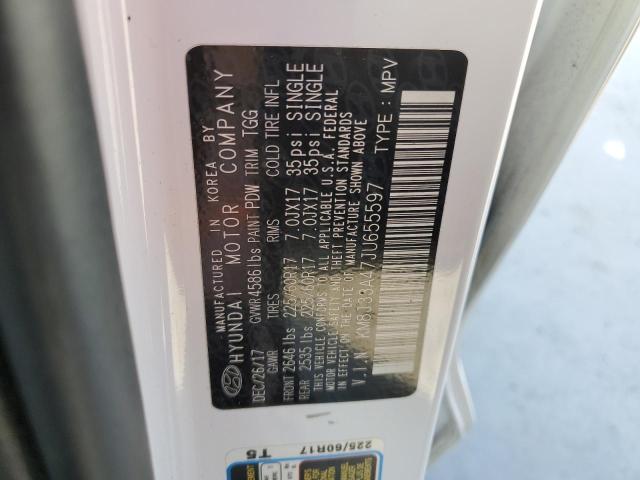 MANUFACTURED IN KOREA BY
HYUNDAI MOTOR COMPANY
DEC/26/17 GVWR 4586 lbs PAINT PDW TRIM TGG
GAWR TIRES RIMS COLD TIRE INFL
FRONT 2646 lbs 225/60R17 7.0JX17 35psi SINGLE
REAR 2535 lbs 225/60R17 7.0JX17 35psi SINGLE
THIS VEHICLE CONFORMS TO ALL APPLICABLE U.S.A. FEDERAL
MOTOR VEHICLE SAFETY AND THEFT PREVENTION STANDARDS
IN EFFECT ON THE DATE OF MANUFACTURE SHOWN ABOVE
V.I.N. KM8J33A47JU655597 TYPE : MPV
225/60R17
T5